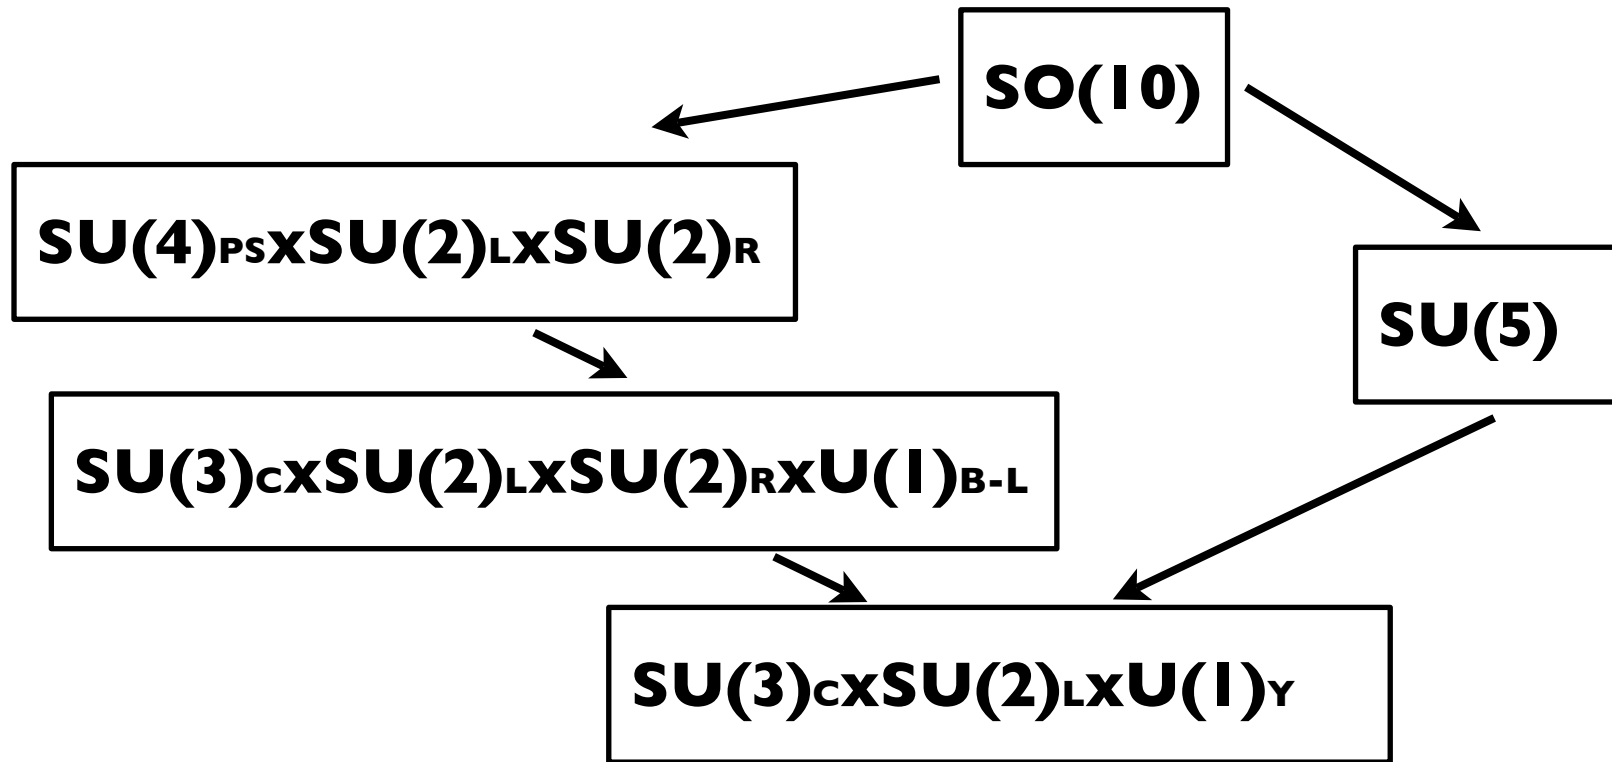 SO(10)
SU(4)PSxSU(2)LxSU(2)R
SU(5)
SU(3)CxSU(2)LxSU(2)RxU(1)B-L
SU(3)CxSU(2)LxU(1)Y